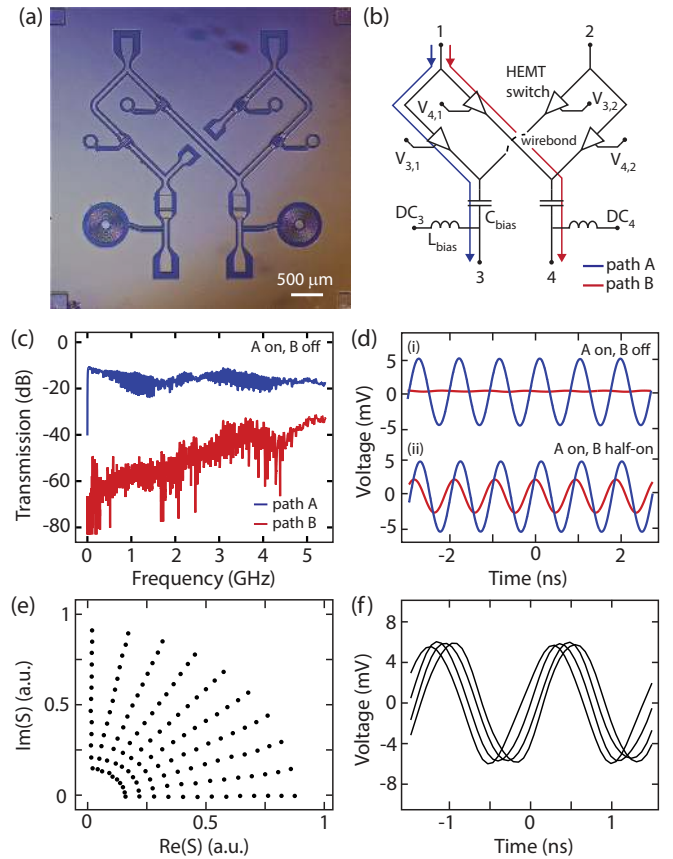 (a)
500 μm
(b)
1
2
HEMT
switch
V4,1
V3,2
wirebond
V3,1
V4,2
DC3
Lbias
Cbias
DC4
3
4
path A
path B
(c)
0
-20
-40
-60
-80
Transmission (dB)
A on, B off
path A
path B
0
1
2
3
4
5
Frequency (GHz)
(d)
(i)
A on, B off
5
0
-5
(ii)
A on, B half-on
5
0
-5
Voltage (mV)
-2
0
2
Time (ns)
(e)
1
0.5
0
Im(S) (a.u.)
0
0.5
1
Re(S) (a.u.)
(f)
8
4
0
-4
-8
Voltage (mV)
-1
0
1
Time (ns)